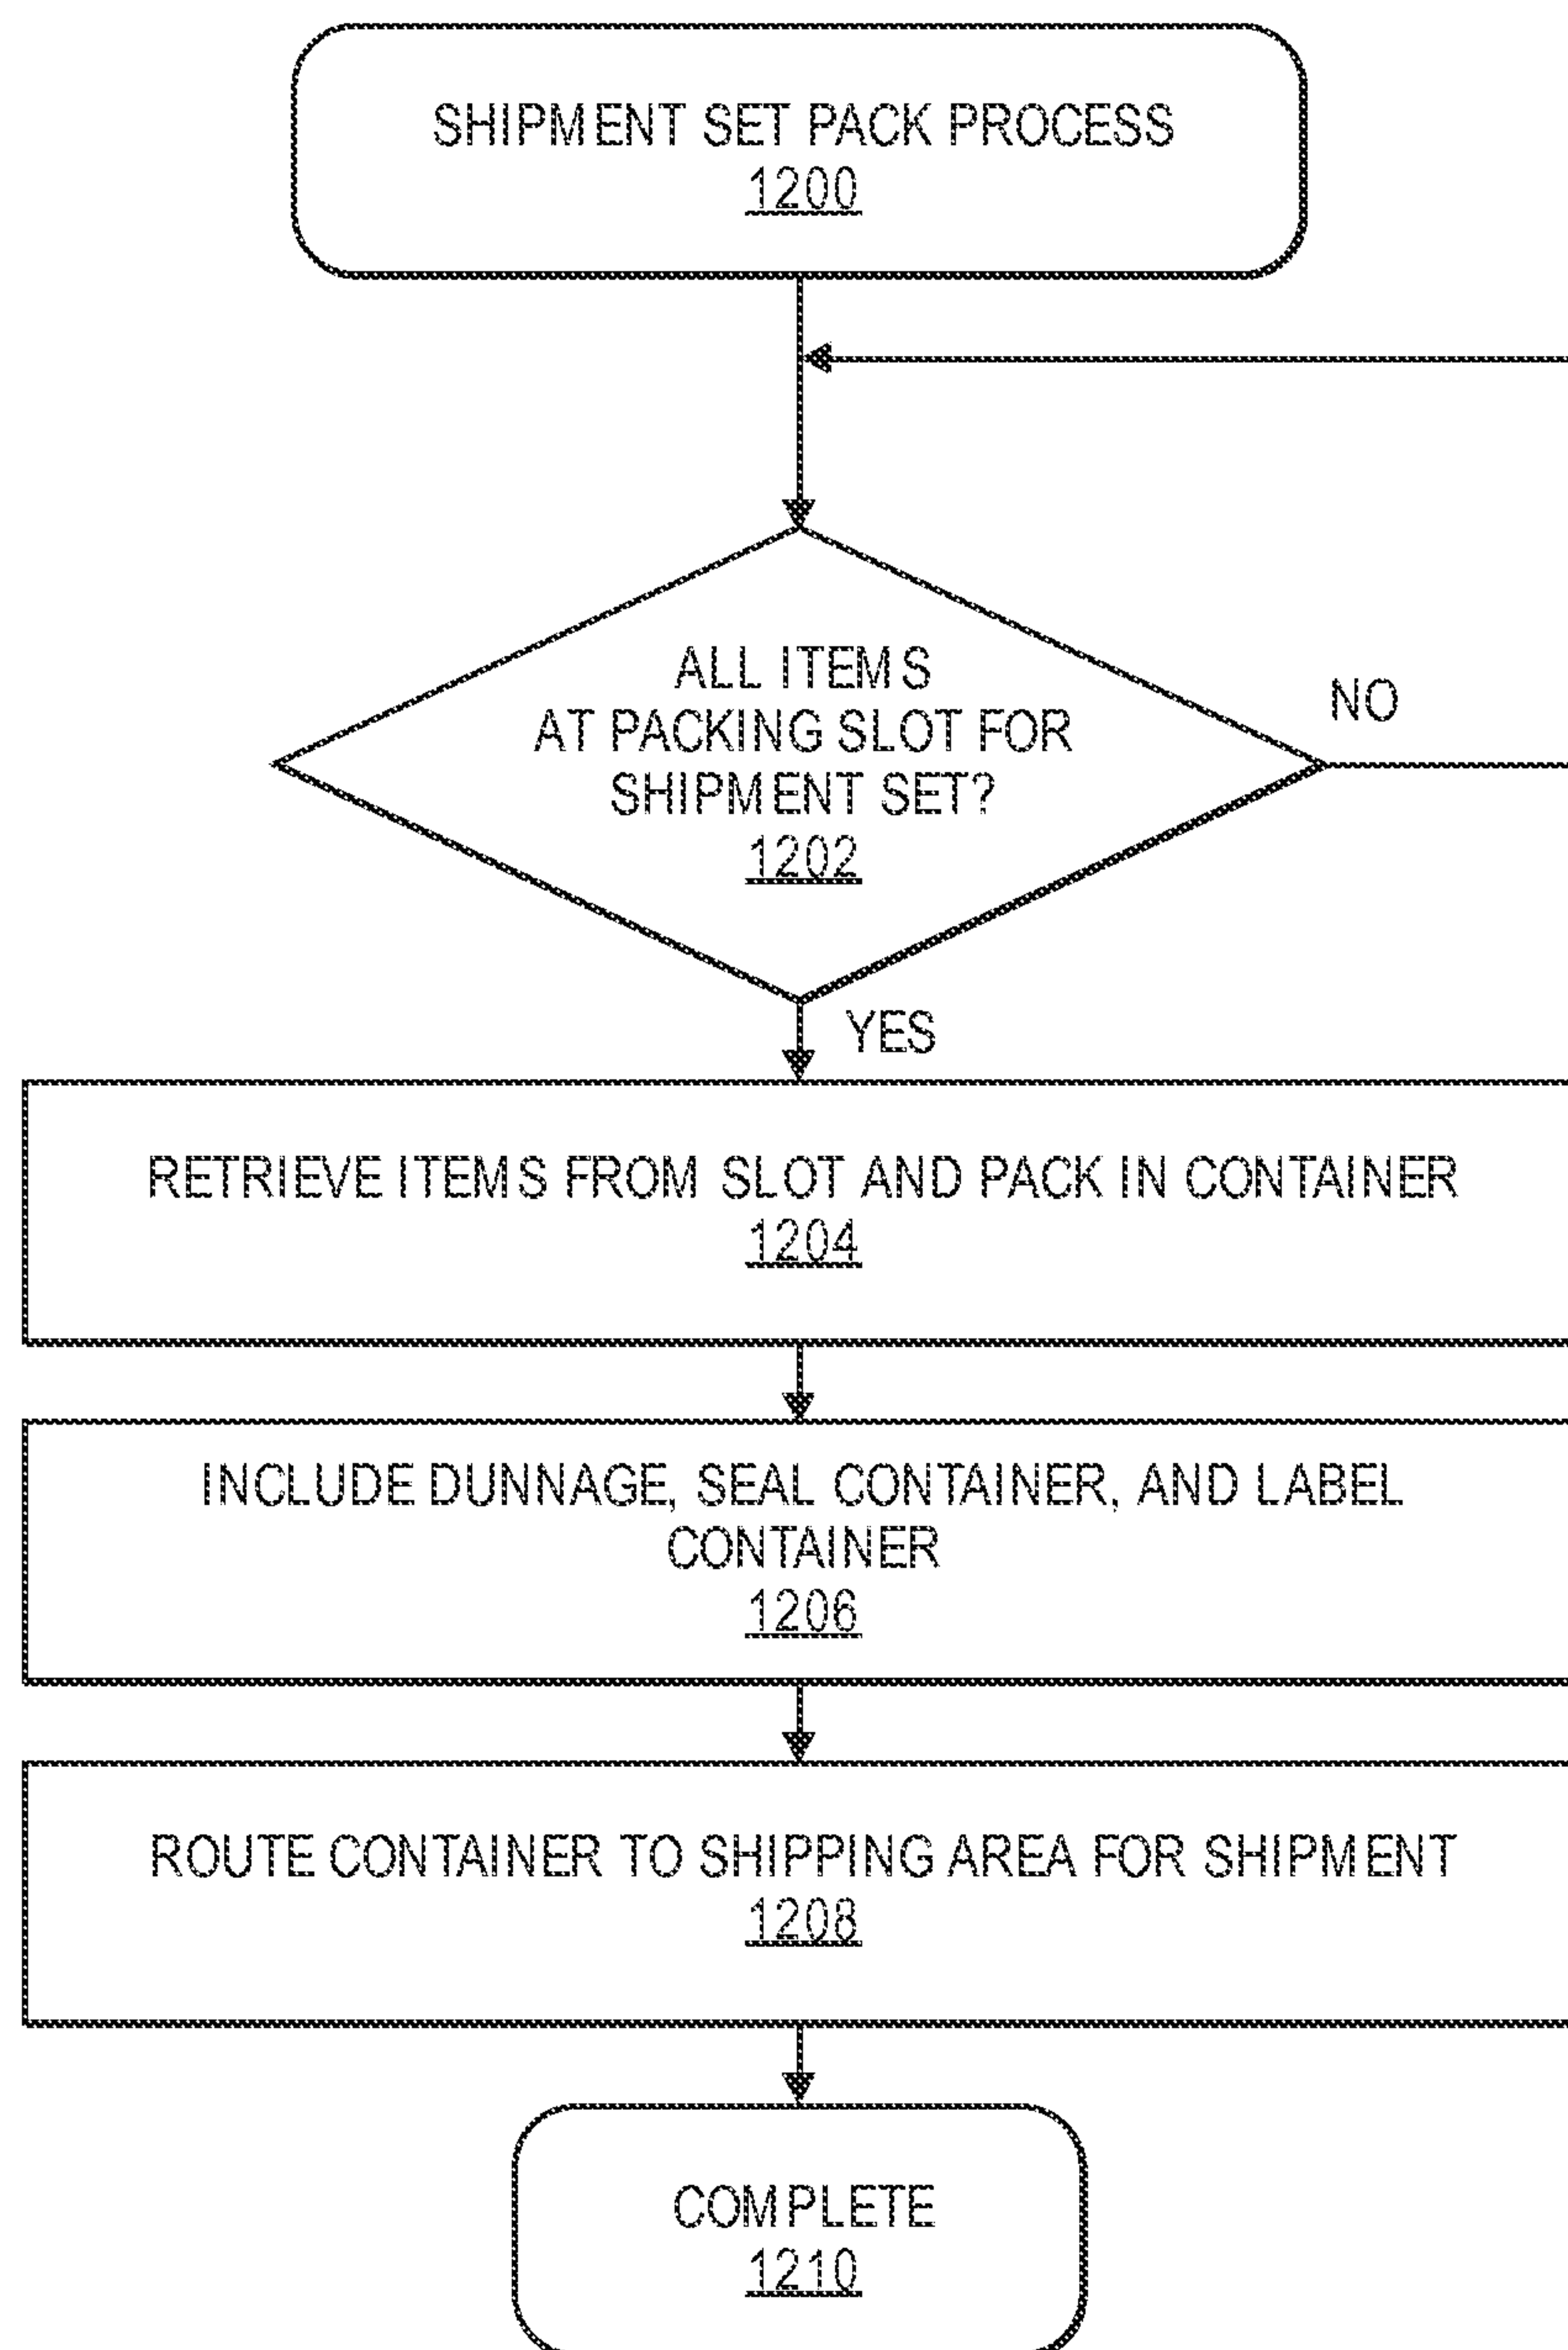 SHIPMENT SET PACK PROCESS
1200
ALL ITEMS
AT PACKING SLOT FOR
SHIPMENT SET?
1202
NO
YES
RETRIEVE ITEMS FROM SLOT AND PACK IN CONTAINER
1204
INCLUDE DUNNAGE, SEAL CONTAINER, AND LABEL
CONTAINER
1206
ROUTE CONTAINER TO SHIPPING AREA FOR SHIPMENT
1208
COMPLETE
1210